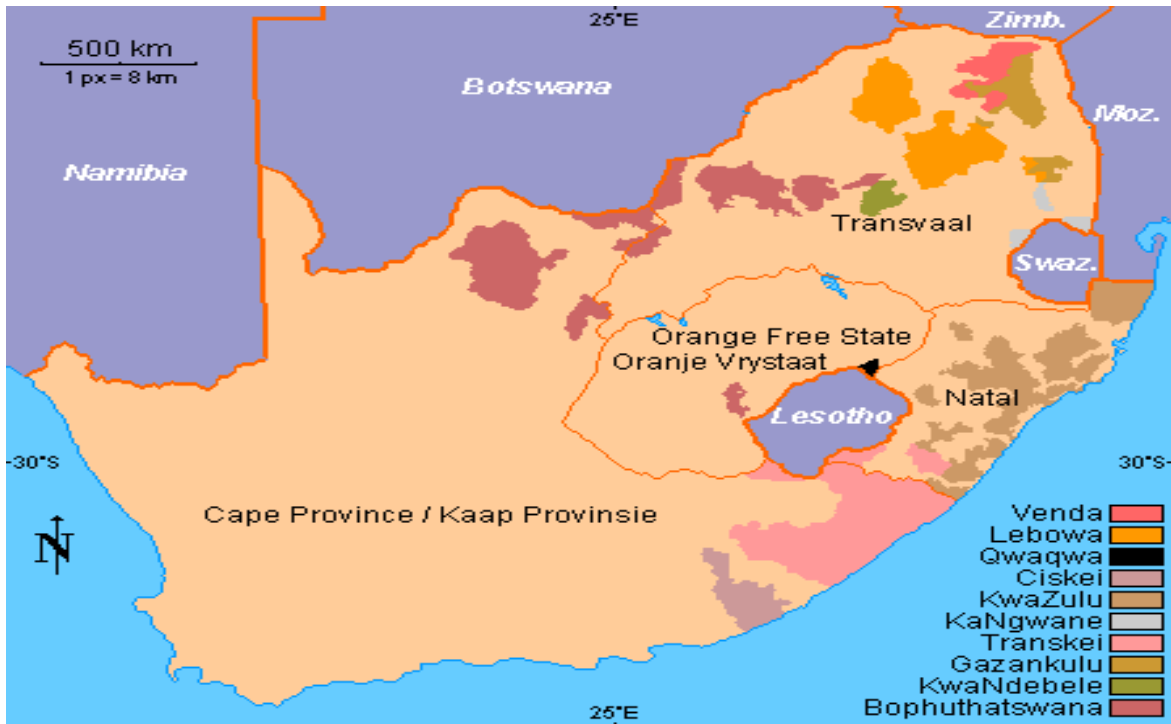 25°E
Zimb.
500 km
1 px = 8 km
Botswana
Moz.
Namibia
Transvaal
Swaz.
Orange Free State
Oranje Vrystaat
Natal
Lesotho
30°S
30°S
Cape Province / Kaap Provinsie
N
Venda
Lebowa
Qwaqwa
Ciskei
KwaZulu
KaNgwane
Transkei
Gazankulu
KwaNdebele
Bophuthatswana
25°E